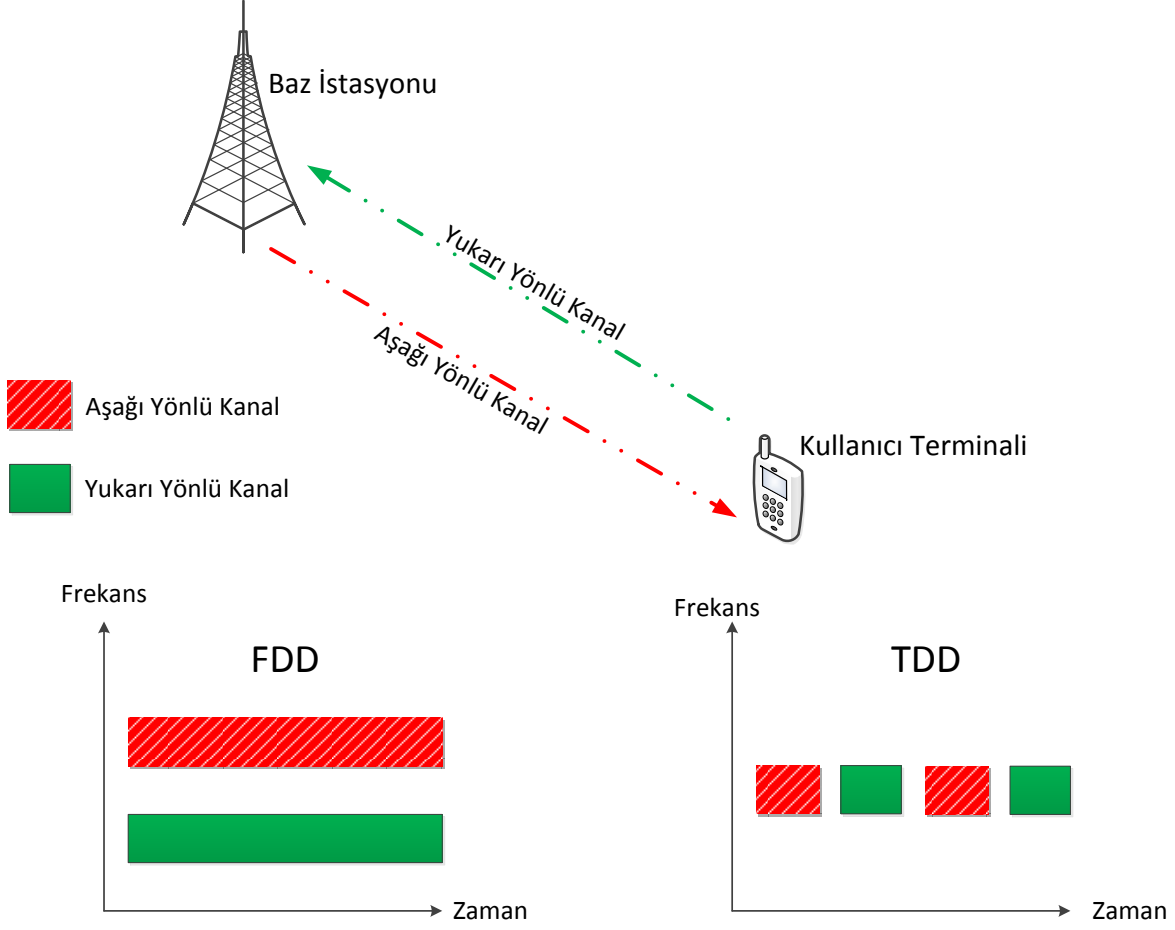 Baz İstasyonu
Yukarı Yönlü Kanal
Aşağı Yönlü Kanal
Aşağı Yönlü Kanal
Kullanıcı Terminali
Yukarı Yönlü Kanal
Frekans
FDD
Zaman
Frekans
TDD
Zaman